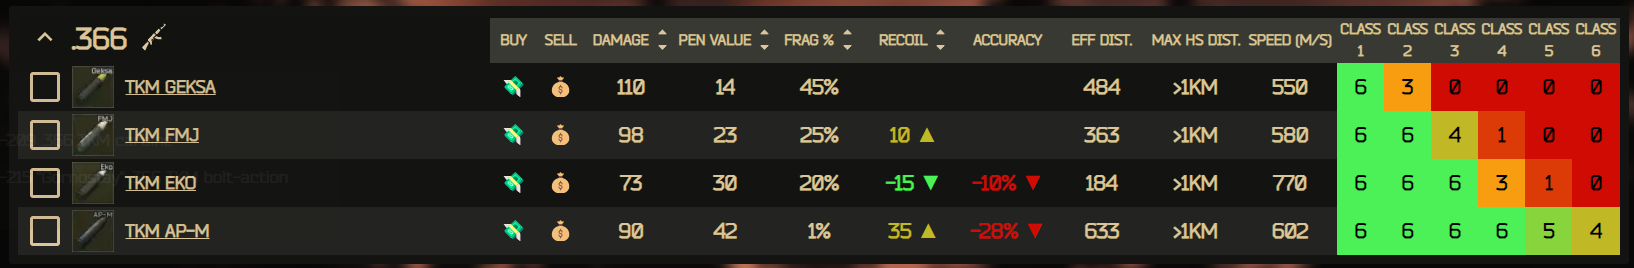 .366 BUY SELL DAMAGE PEN VALUE FRAG % RECOIL ACCURACY EFF DIST. MAX HS DIST. SPEED (M/S) CLASS 1 CLASS 2 CLASS 3 CLASS 4 CLASS 5 CLASS 6
Geksa TKM GEKSA 110 14 45% 484 >1KM 550 6 3 0 0 0 0
FMJ TKM FMJ 98 23 25% 10 ▲ 363 >1KM 580 6 6 4 1 0 0
Eko TKM EKO 73 30 20% -15 ▼ -10% ▼ 184 >1KM 770 6 6 6 3 1 0
bolt-action
AP-M TKM AP-M 90 42 1% 35 ▲ -28% ▼ 633 >1KM 602 6 6 6 6 5 4